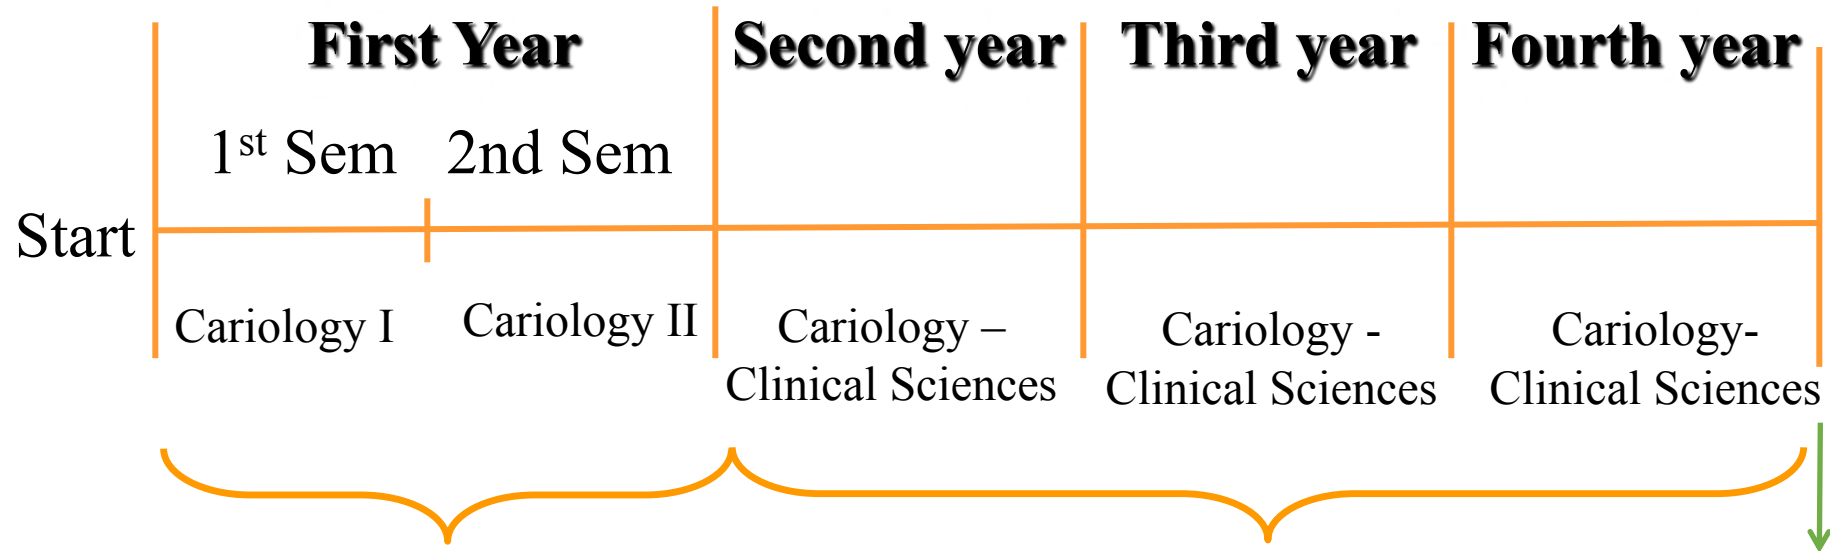 First Year
Second year
Third year
Fourth year
1st Sem
2nd Sem
Start
Cariology I
Cariology II
Cariology –
Clinical Sciences
Cariology -
Clinical Sciences
Cariology-
Clinical Sciences